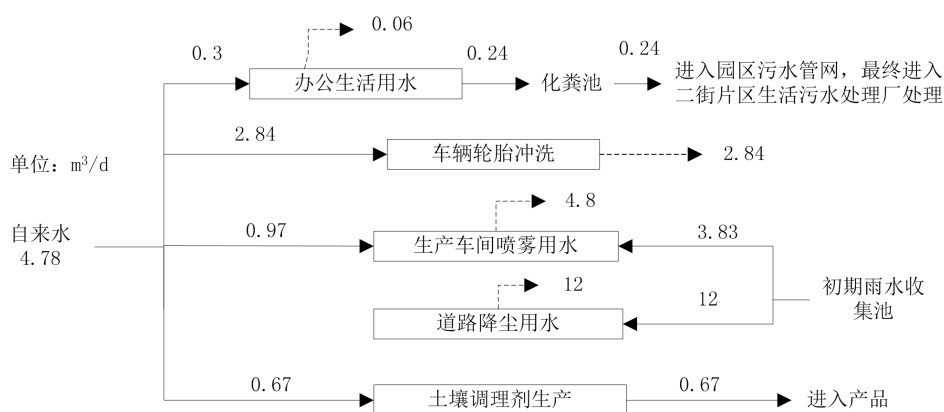 0.06
0.3
0.24
0.24
办公生活用水
化粪池
进入园区污水管网，最终进入
二街片区生活污水处理厂处理
2.84
单位：m³/d
车辆轮胎冲洗
2.84
4.8
自来水
4.78
0.97
生产车间喷雾用水
3.83
12
12
初期雨水收
集池
道路降尘用水
0.67
土壤调理剂生产
0.67
进入产品